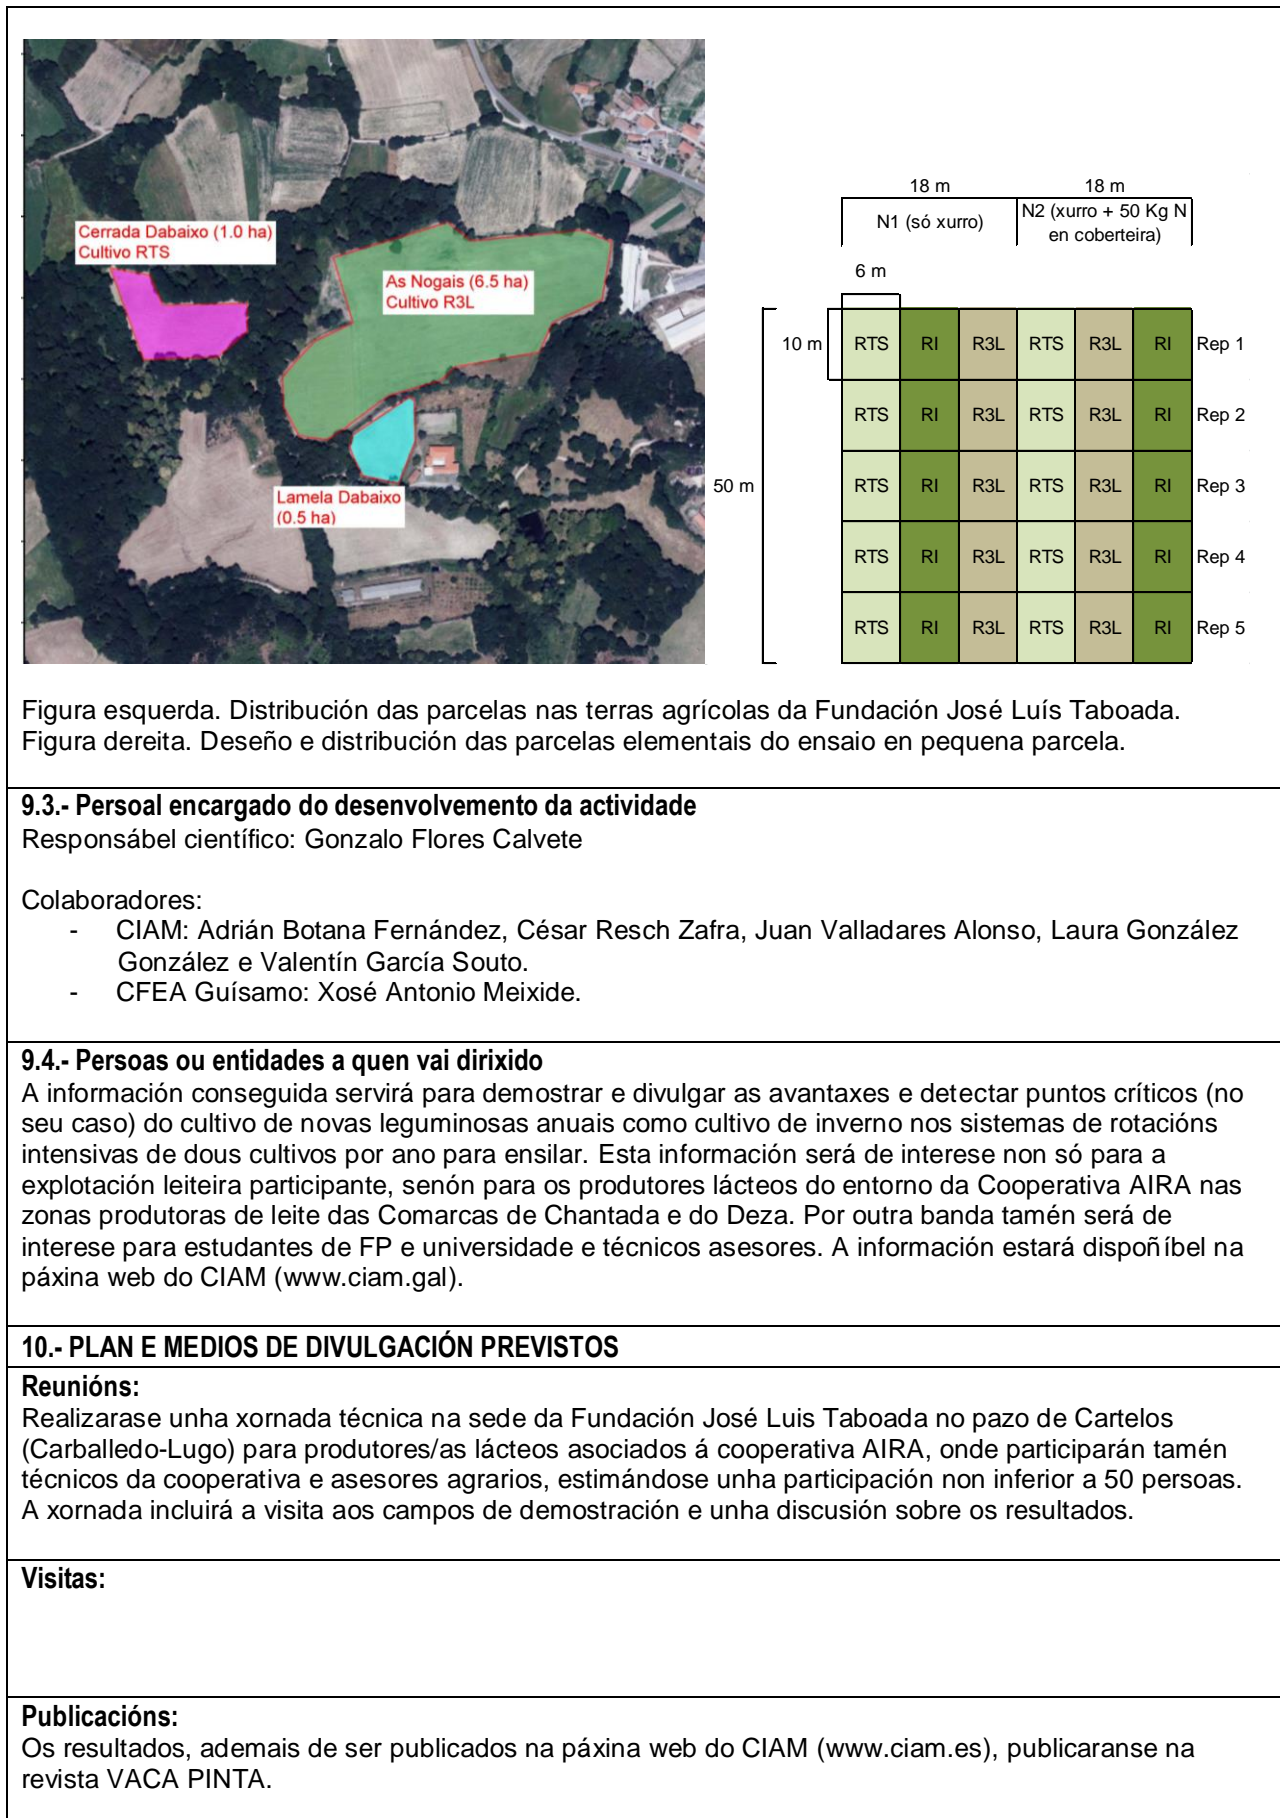 Cerrada Dabaixo (1.0 ha)
Cultivo RTS
As Nogais (6.5 ha)
Cultivo R3L
Lamela Dabaixo
(0.5 ha)
18 m 18 m
N1 (só xurro) N2 (xurro + 50 Kg N
en coberteira)
6 m
10 m RTS RI R3L RTS R3L RI Rep 1
RTS RI R3L RTS R3L RI Rep 2
50 m RTS RI R3L RTS R3L RI Rep 3
RTS RI R3L RTS R3L RI Rep 4
RTS RI R3L RTS R3L RI Rep 5
Figura esquerda. Distribución das parcelas nas terras agrícolas da Fundación José Luís Taboada.
Figura dereita. Deseño e distribución das parcelas elementais do ensaio en pequena parcela.
9.3.- Persoal encargado do desenvolvemento da actividade
Responsábel científico: Gonzalo Flores Calvete
Colaboradores:
- CIAM: Adrián Botana Fernández, César Resch Zafra, Juan Valladares Alonso, Laura González
González e Valentín García Souto.
- CFEA Guísamo: Xosé Antonio Meixide.
9.4.- Persoas ou entidades a quen vai dirixido
A información conseguida servirá para demostrar e divulgar as avantaxes e detectar puntos críticos (no
seu caso) do cultivo de novas leguminosas anuais como cultivo de inverno nos sistemas de rotacións
intensivas de dous cultivos por ano para ensilar. Esta información será de interese non só para a
explotación leiteira participante, senón para os produtores lácteos do entorno da Cooperativa AIRA nas
zonas produtoras de leite das Comarcas de Chantada e do Deza. Por outra banda tamén será de
interese para estudantes de FP e universidade e técnicos asesores. A información estará dispoñíbel na
páxina web do CIAM (www.ciam.gal).
10.- PLAN E MEDIOS DE DIVULGACIÓN PREVISTOS
Reunións:
Realizarase unha xornada técnica na sede da Fundación José Luis Taboada no pazo de Cartelos
(Carballedo-Lugo) para produtores/as lácteos asociados á cooperativa AIRA, onde participarán tamén
técnicos da cooperativa e asesores agrarios, estimándose unha participación non inferior a 50 persoas.
A xornada incluirá a visita aos campos de demostración e unha discusión sobre os resultados.
Visitas:
Publicacións:
Os resultados, ademais de ser publicados na páxina web do CIAM (www.ciam.es), publicaranse na
revista VACA PINTA.